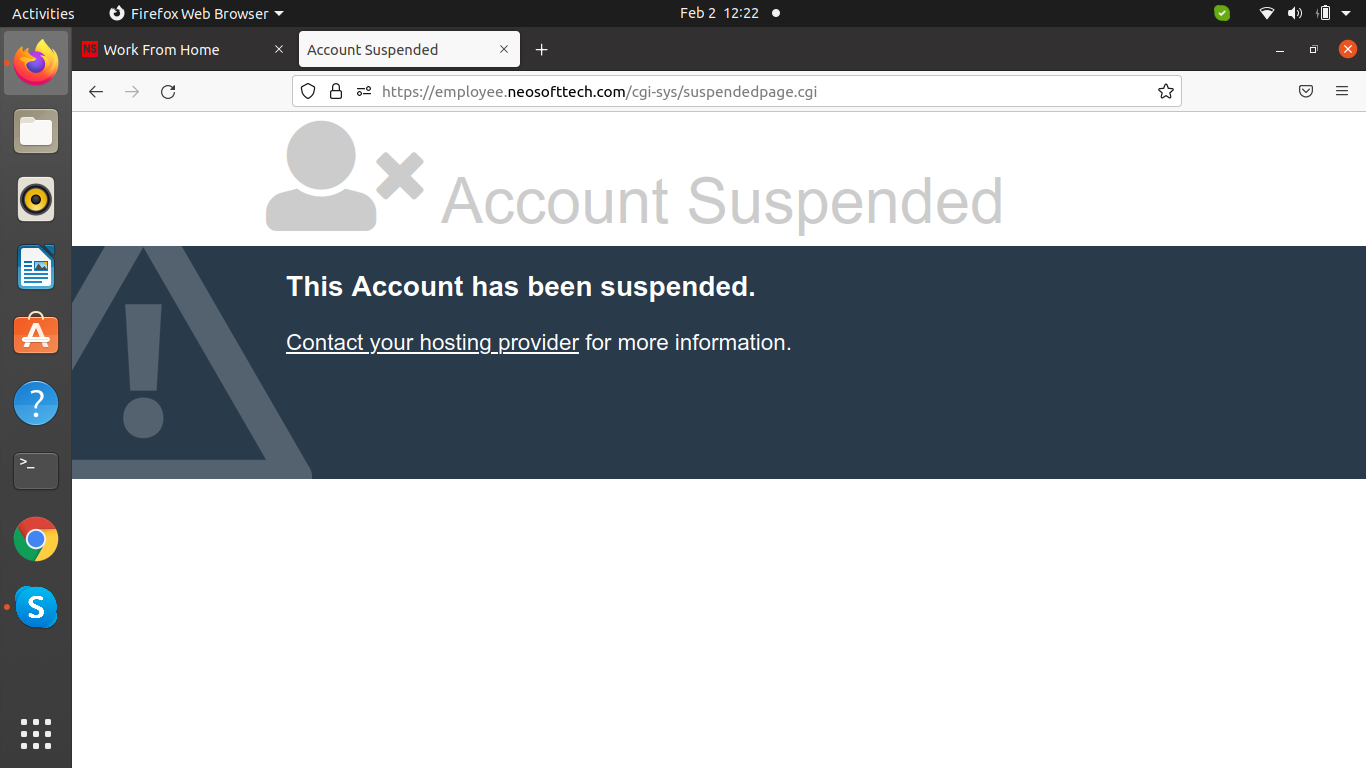 Activities
Firefox Web Browser
Feb 2 12:22
NS
Work From Home
Account Suspended
https://employee.neosofttech.com/cgi-sys/suspendedpage.cgi
Account Suspended
This Account has been suspended.
Contact your hosting provider for more information.
A
?
>_
S